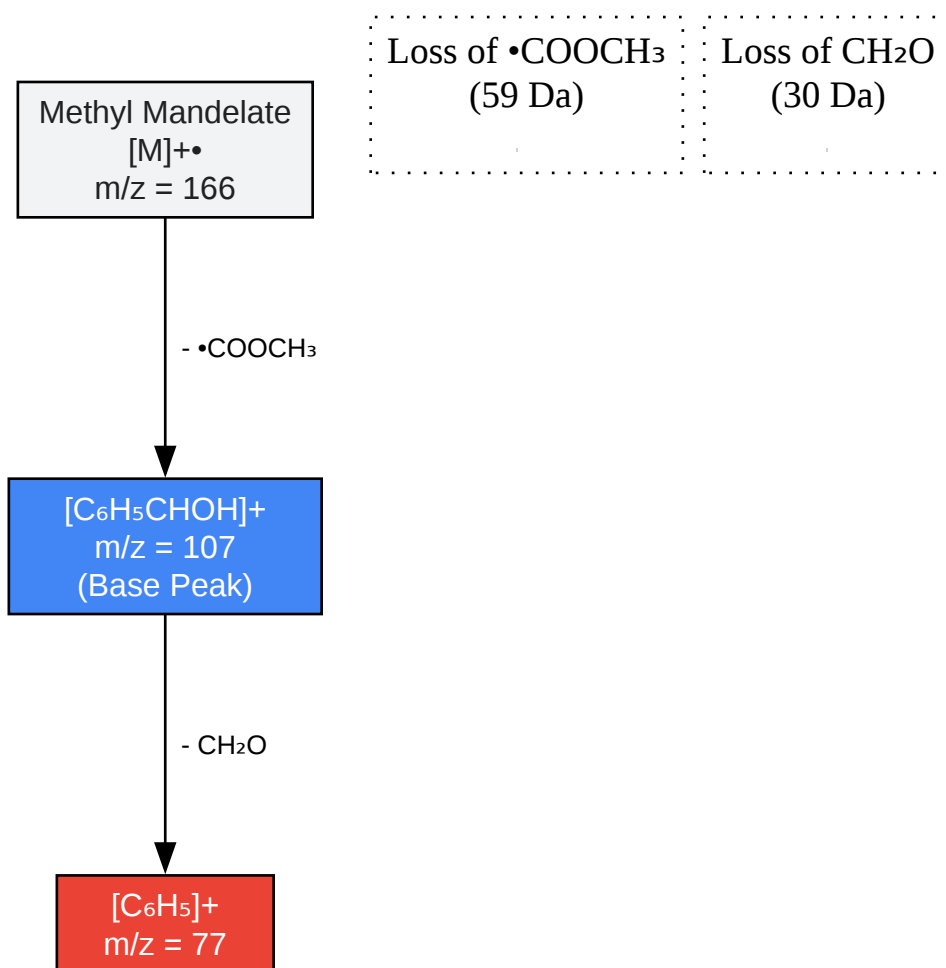 Loss of •COOCH₃
(59 Da)
Loss of CH₂O
(30 Da)
Methyl Mandelate
[M]+•
m/z = 166
- •COOCH₃
[C₆H₅CHOH]+
m/z = 107
(Base Peak)
- CH₂O
[C₆H₅]+
m/z = 77